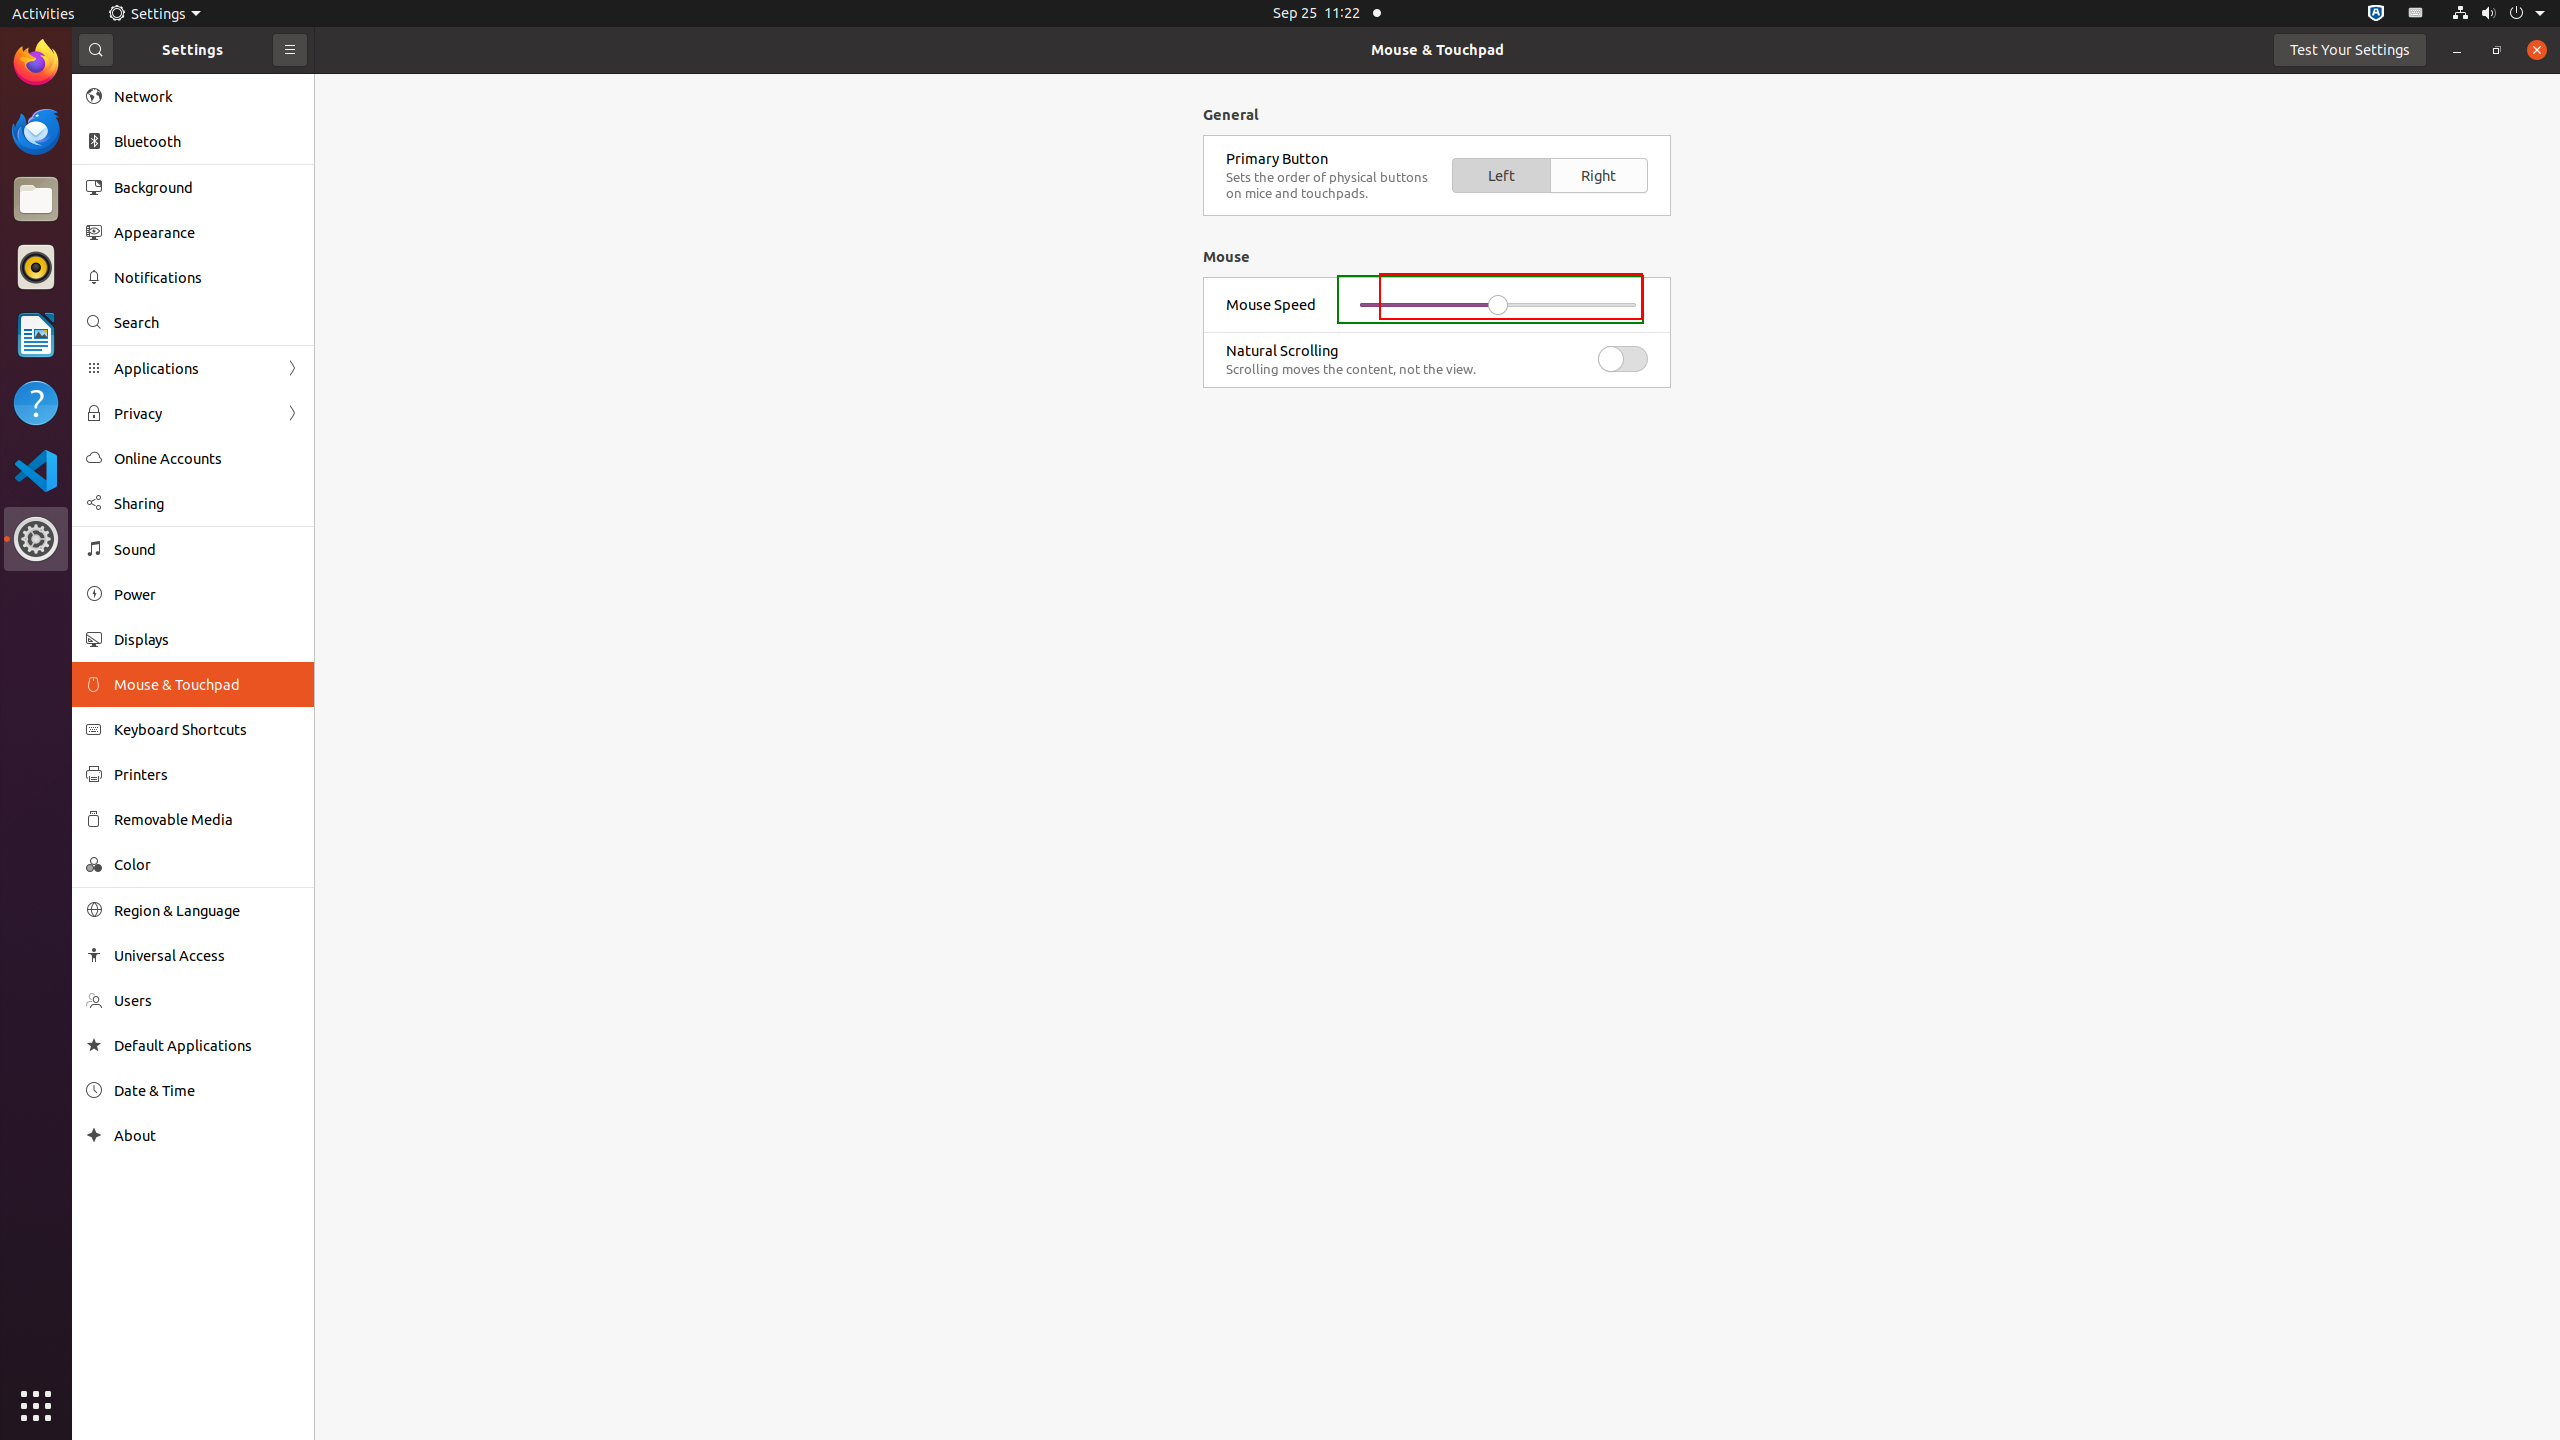 Activities
Settings
Sep 25 11:22
Settings
Mouse & Touchpad
Test Your Settings
Network
Bluetooth
Background
Appearance
Notifications
Search
Applications
Privacy
Online Accounts
Sharing
Sound
Power
Displays
Mouse & Touchpad
Keyboard Shortcuts
Printers
Removable Media
Color
Region & Language
Universal Access
Users
Default Applications
Date & Time
About
General
Primary Button
Sets the order of physical buttons
on mice and touchpads.
Left
Right
Mouse
Mouse Speed
Natural Scrolling
Scrolling moves the content, not the view.